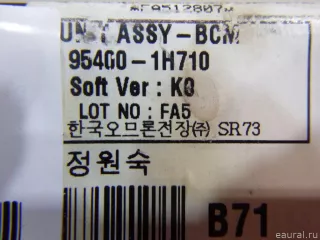 UNIT ASSY-BCM
95400-1H710
Soft Ver : K0
LOT NO : FA5
한국오므론전장㈜ SR73
정원숙
B71
© eaural.ru